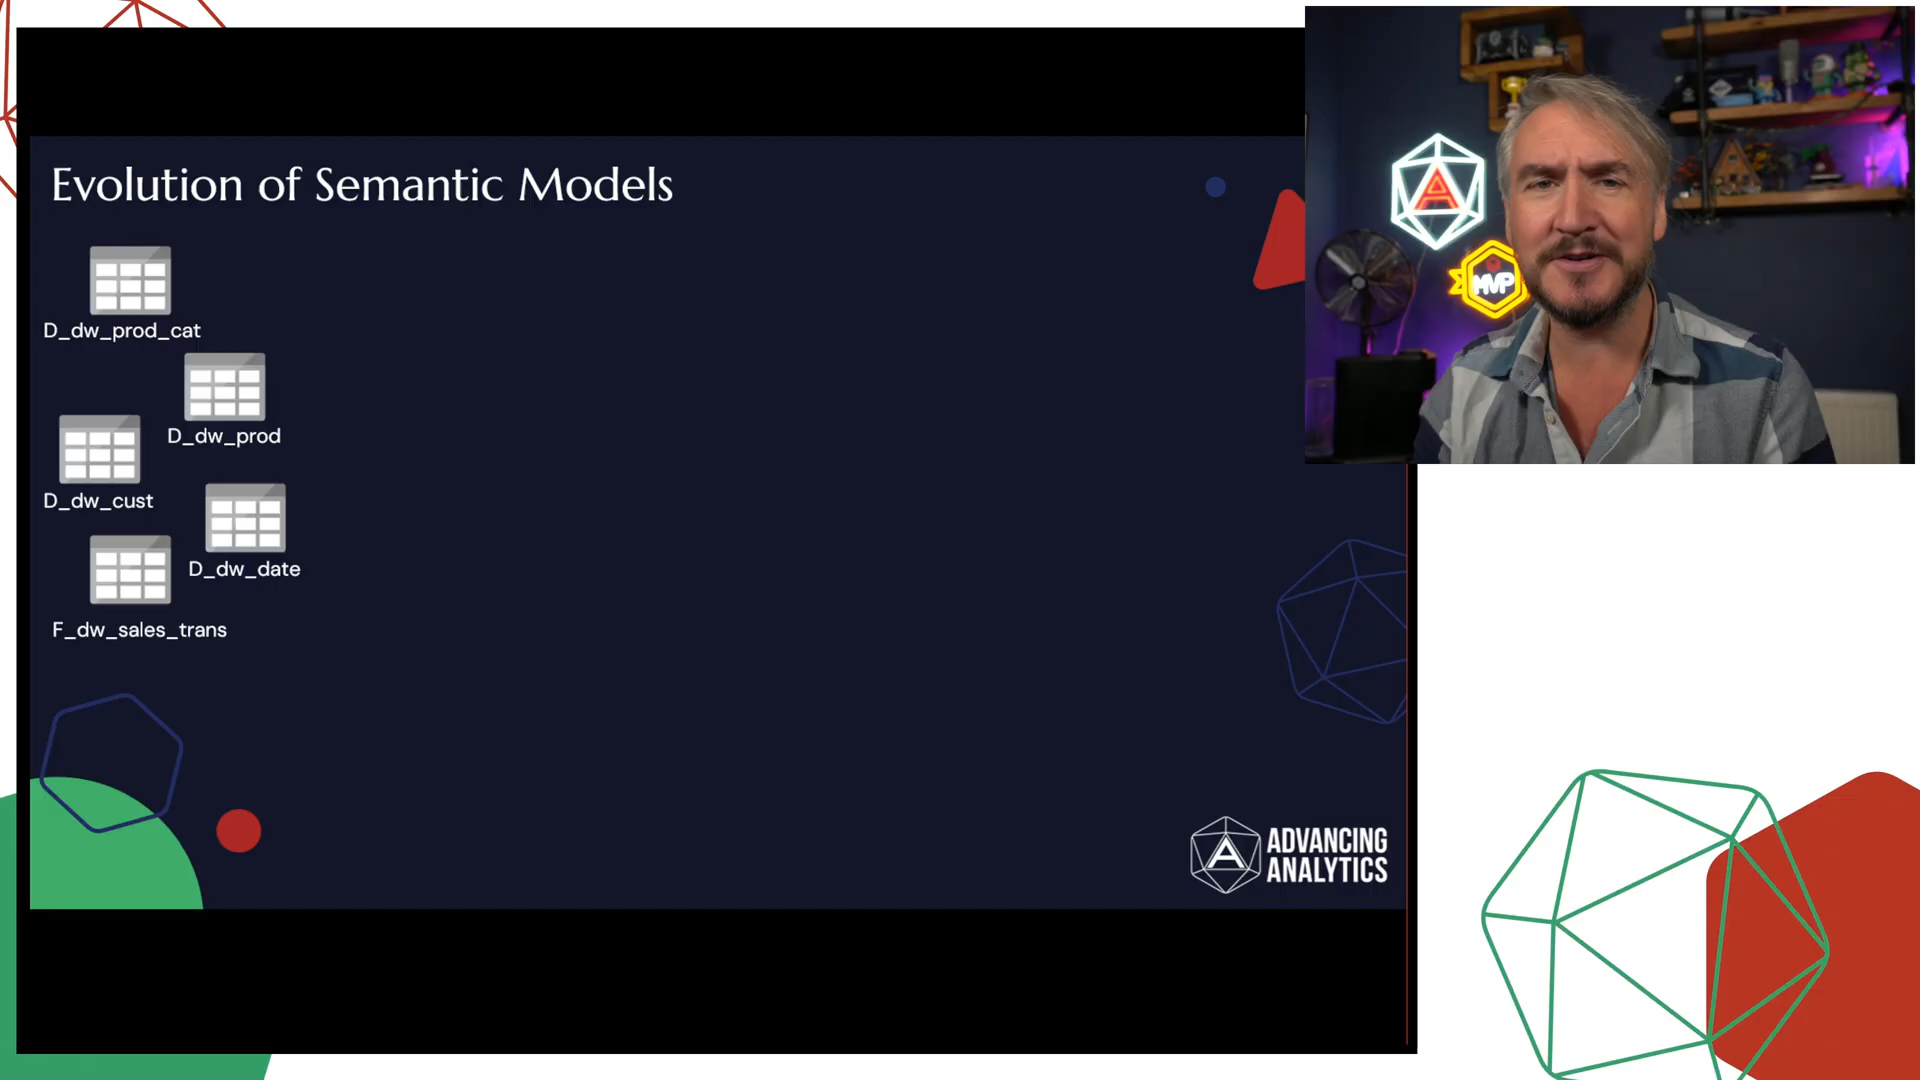 Evolution of Semantic Models
D_dw_prod_cat
D_dw_prod
D_dw_cust
D_dw_date
F_dw_sales_trans
ADVANCING
ANALYTICS
A
MVP